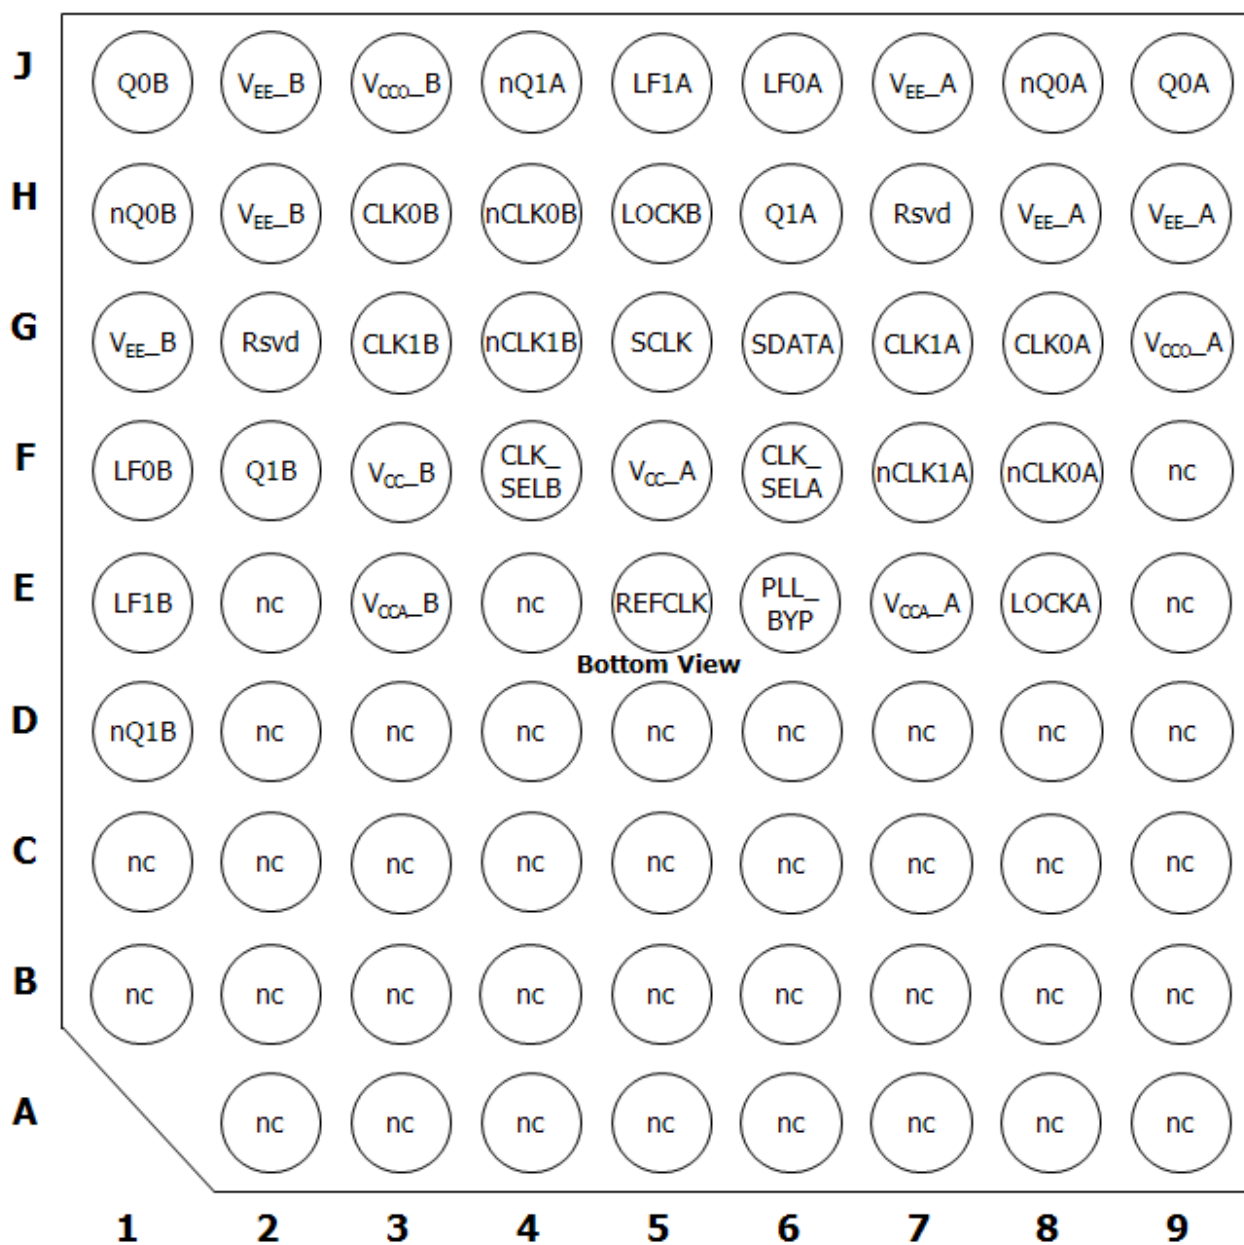 J Q0B VEE_B VCCO_B nQ1A LF1A LF0A VEE_A nQ0A Q0A
H nQ0B VEE_B CLK0B nCLK0B LOCKB Q1A Rsvd VEE_A VEE_A
G VEE_B Rsvd CLK1B nCLK1B SCLK SDATA CLK1A CLK0A VCCO_A
F LF0B Q1B VCC_B CLK_ SELB VCC_A CLK_ SELA nCLK1A nCLK0A nc
E LF1B nc VCCA_B nc REFCLK PLL_ BYP VCCA_A LOCKA nc
Bottom View
D nQ1B nc nc nc nc nc nc nc nc
C nc nc nc nc nc nc nc nc nc
B nc nc nc nc nc nc nc nc nc
A nc nc nc nc nc nc nc nc
1 2 3 4 5 6 7 8 9